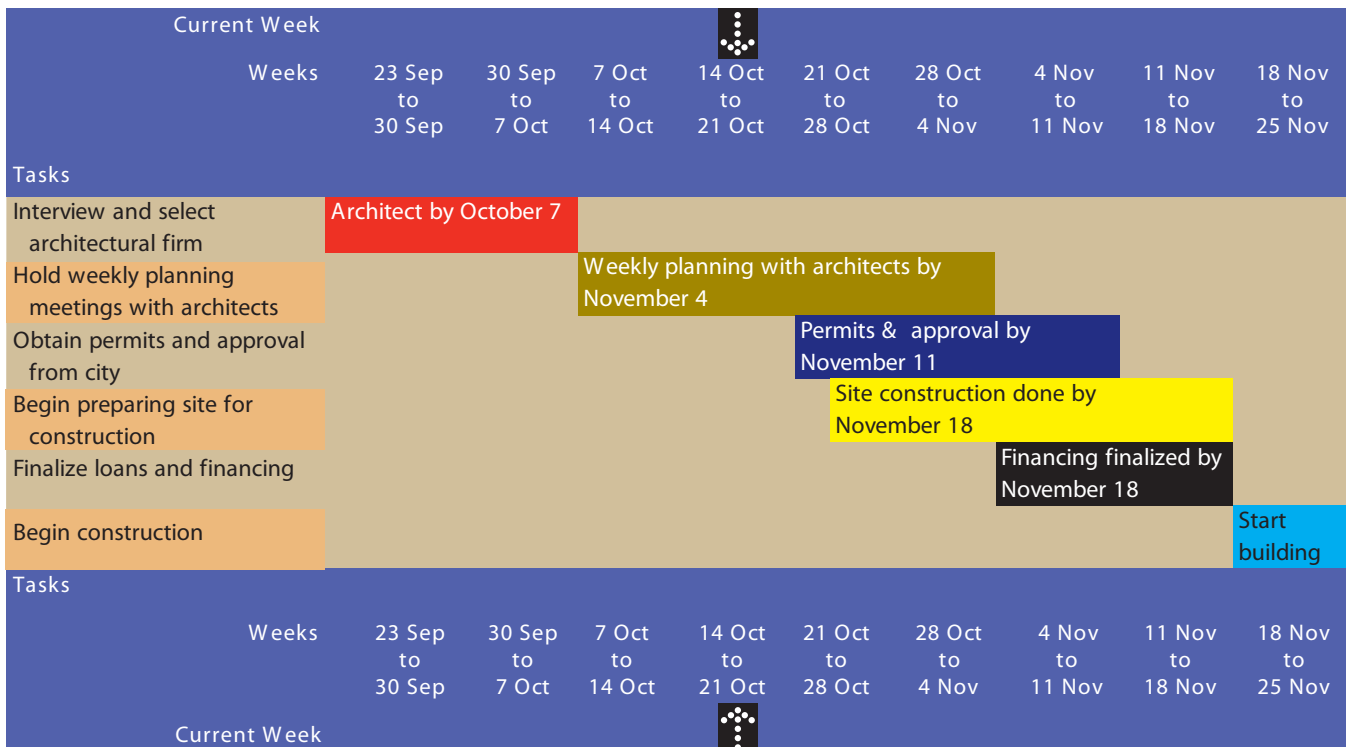 Current Week
Weeks 23 Sep 30 Sep 7 Oct 14 Oct 21 Oct 28 Oct 4 Nov 11 Nov 18 Nov
to to to to to to to to to
30 Sep 7 Oct 14 Oct 21 Oct 28 Oct 4 Nov 11 Nov 18 Nov 25 Nov
Tasks
Interview and select
architectural firm
Architect by October 7
Hold weekly planning
meetings with architects
Weekly planning with architects by
November 4
Obtain permits and approval
from city
Permits & approval by
November 11
Begin preparing site for
construction
Site construction done by
November 18
Finalize loans and financing
Financing finalized by
November 18
Begin construction
Start
building
Tasks
Weeks 23 Sep 30 Sep 7 Oct 14 Oct 21 Oct 28 Oct 4 Nov 11 Nov 18 Nov
to to to to to to to to to
30 Sep 7 Oct 14 Oct 21 Oct 28 Oct 4 Nov 11 Nov 18 Nov 25 Nov
Current Week